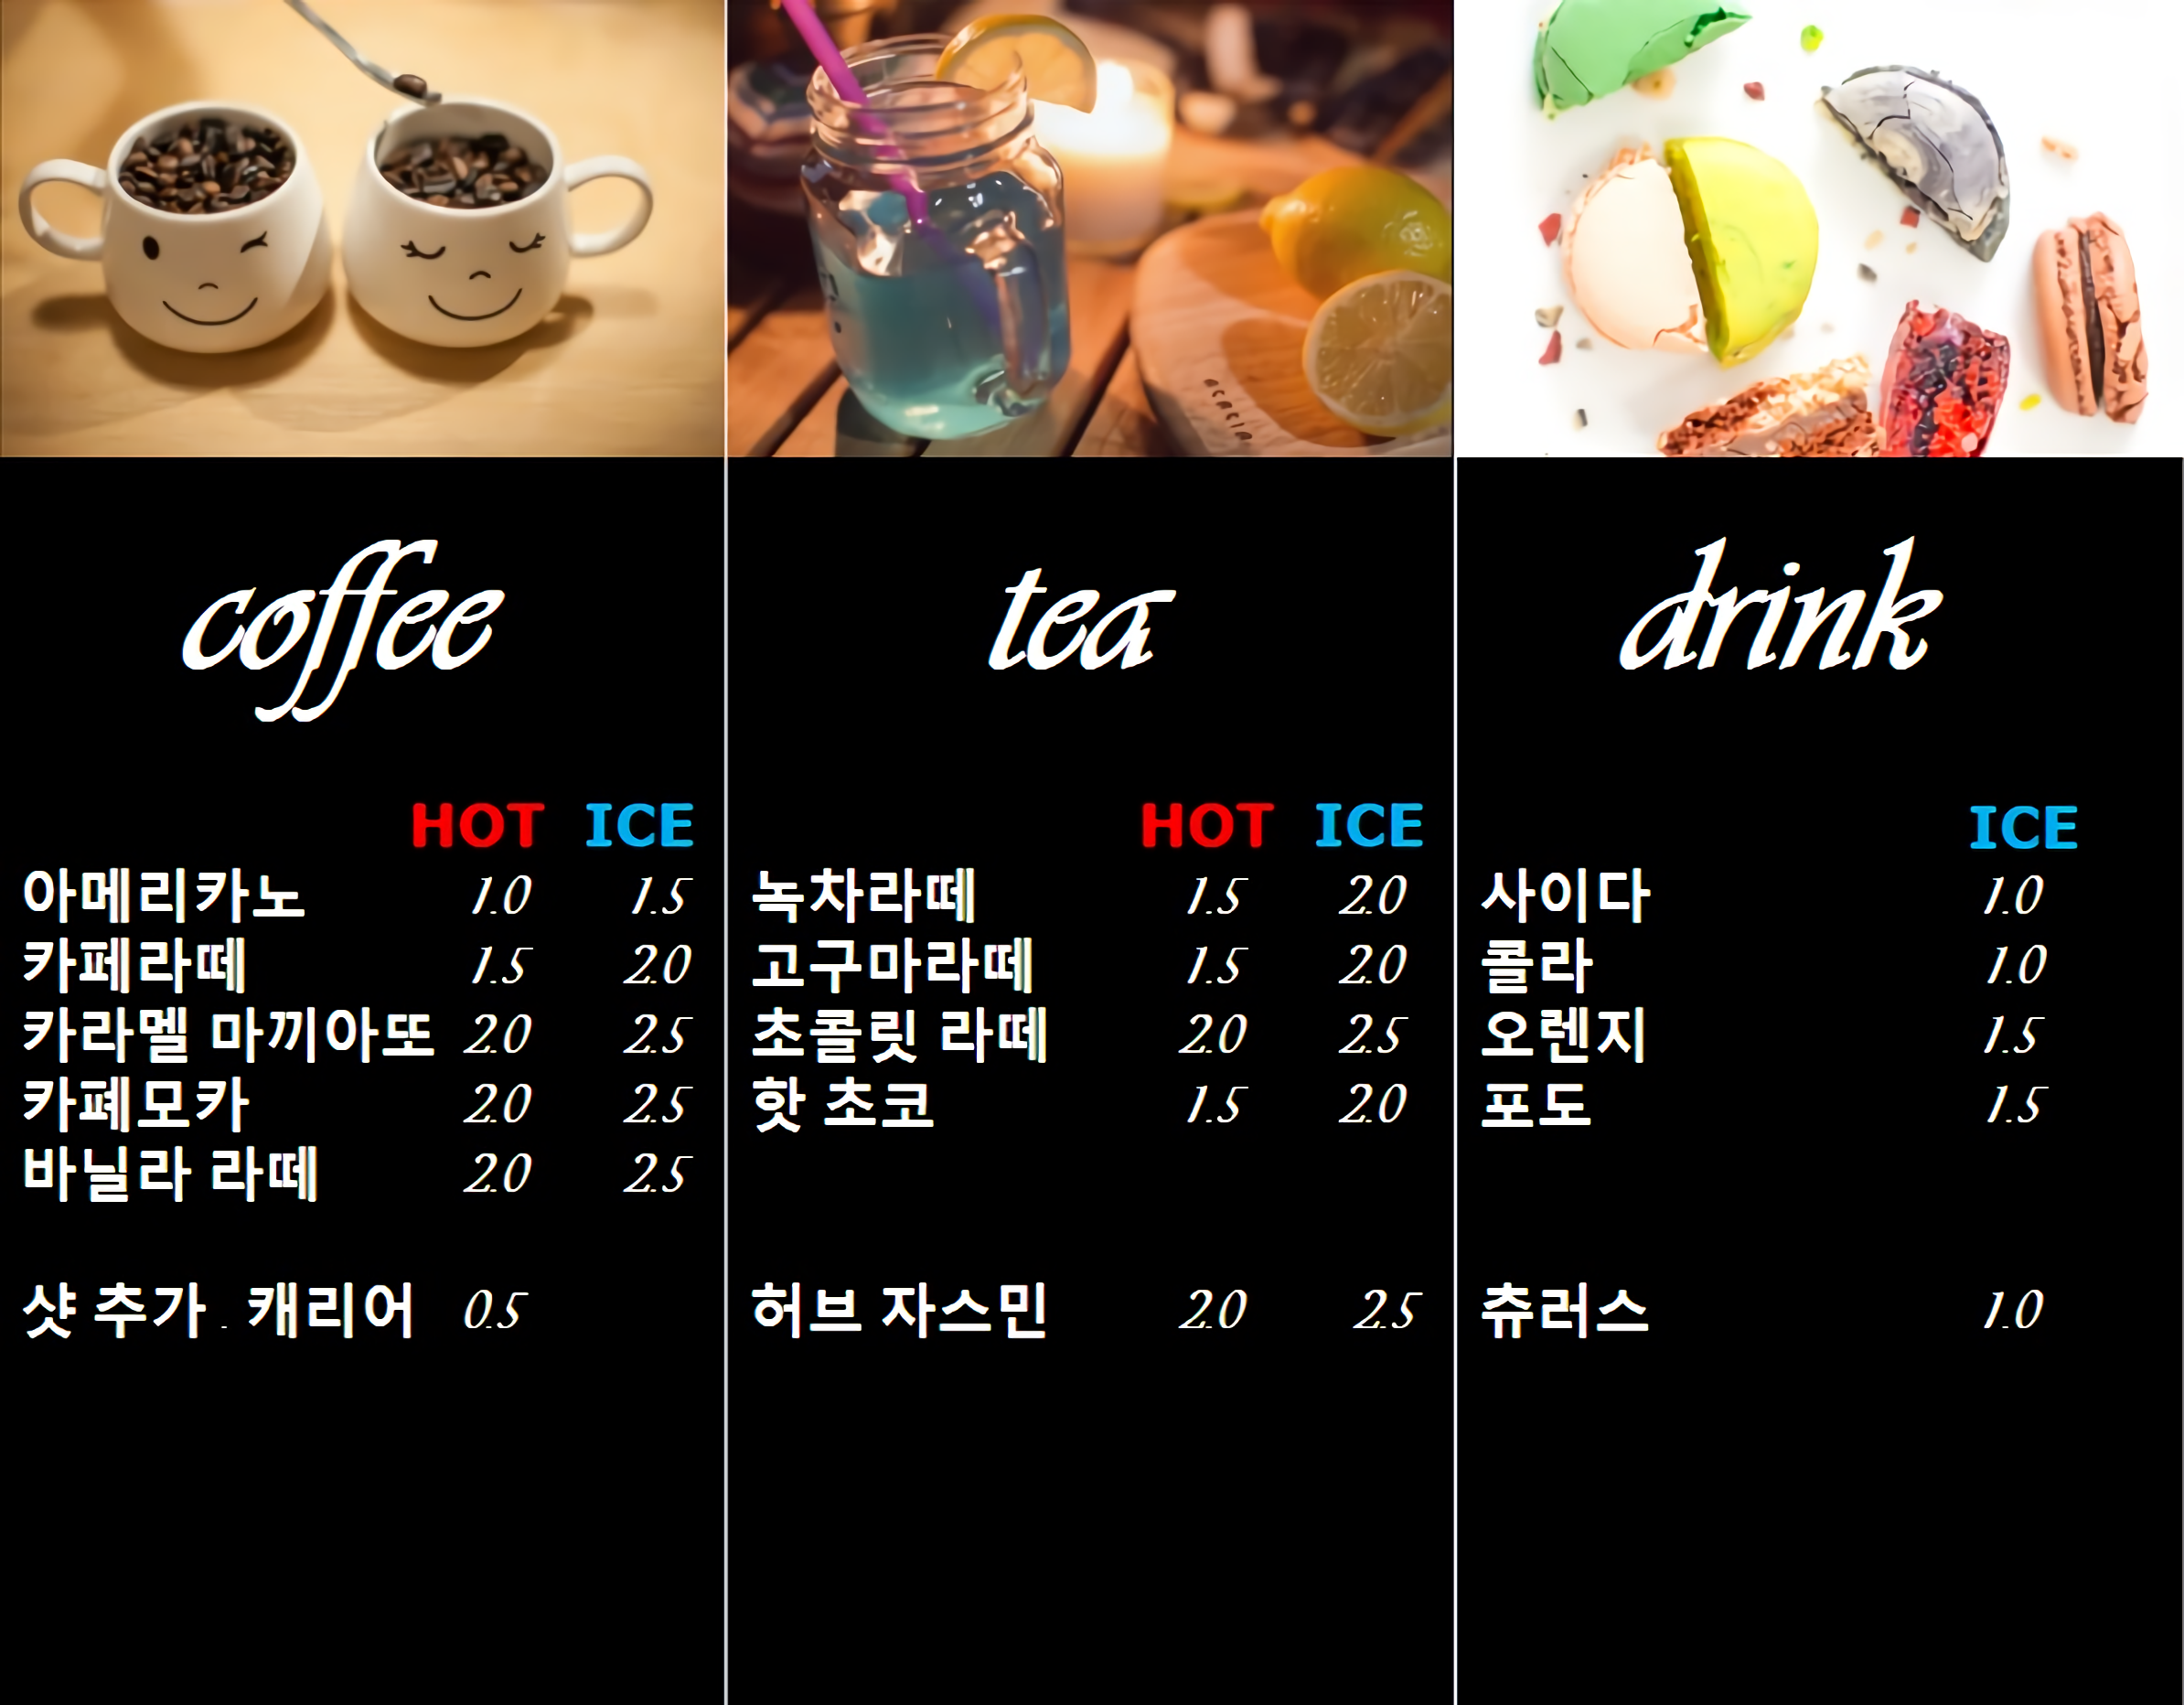 ACACIA
coffee
HOT ICE
아메리카노 1.0 1.5
카페라떼 1.5 2.0
카라멜 마끼아또 2.0 2.5
카폐모카 2.0 2.5
바닐라 라떼 2.0 2.5
샷 추가 . 캐리어 0.5
tea
HOT ICE
녹차라떼 1.5 2.0
고구마라떼 1.5 2.0
초콜릿 라떼 2.0 2.5
핫 초코 1.5 2.0
허브 자스민 2.0 2.5
drink
ICE
사이다 1.0
콜라 1.0
오렌지 1.5
포도 1.5
츄러스 1.0